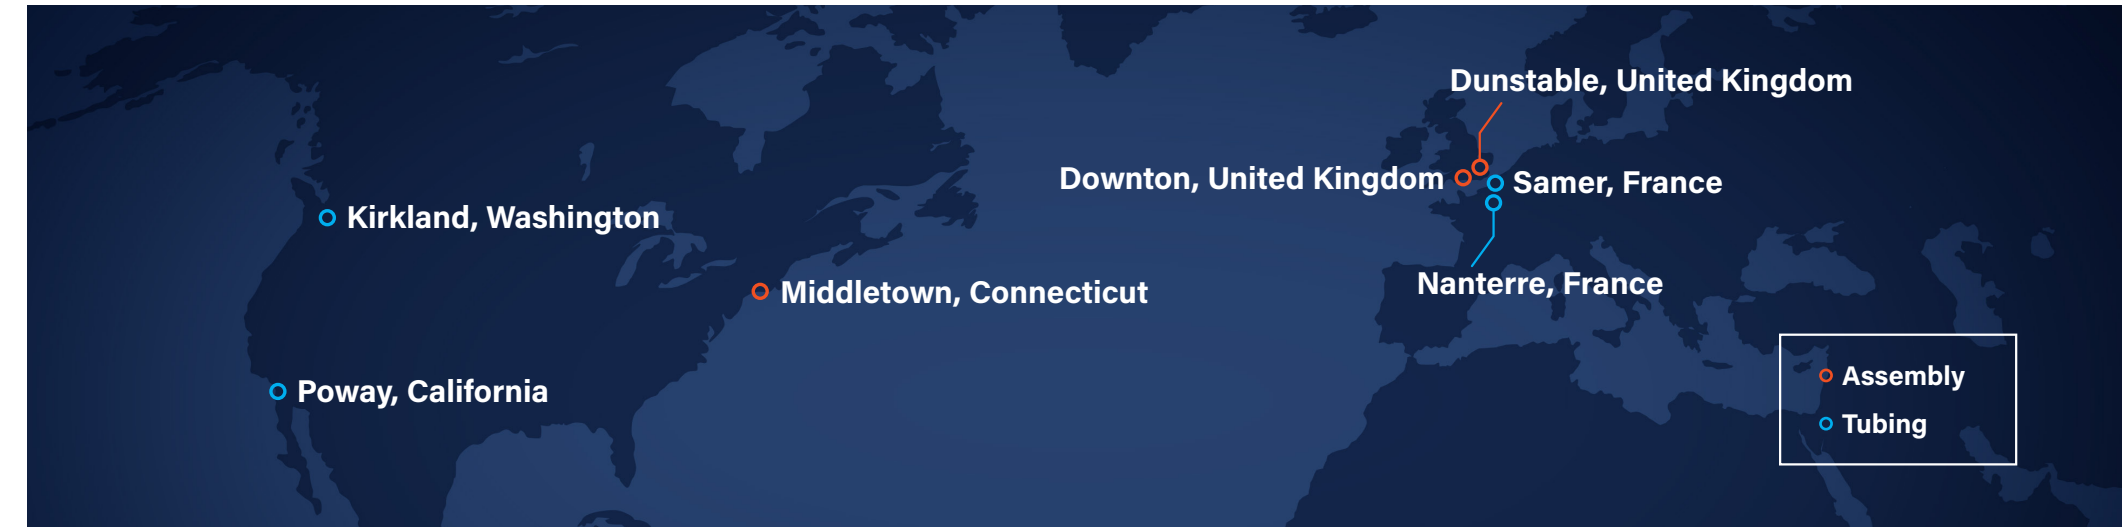 Dunstable, United Kingdom
Downton, United Kingdom
Samer, France
Kirkland, Washington
Nanterre, France
Middletown, Connecticut
Poway, California
Assembly
Tubing